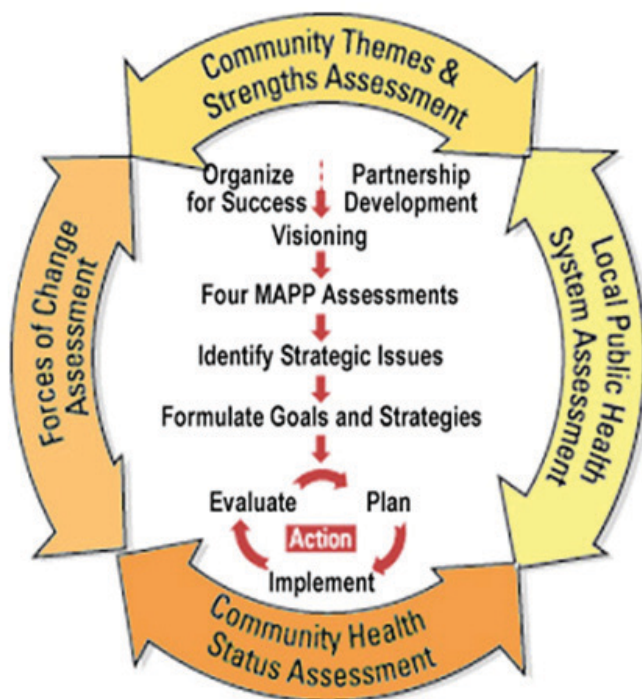 Community Themes &
Strengths Assessment
Organize
for Success
Partnership
Development
Visioning
Four MAPP Assessments
Identify Strategic Issues
Formulate Goals and Strategies
Evaluate
Plan
Action
Implement
Forces of Change
Assessment
Local Public Health
System Assessment
Community Health
Status Assessment